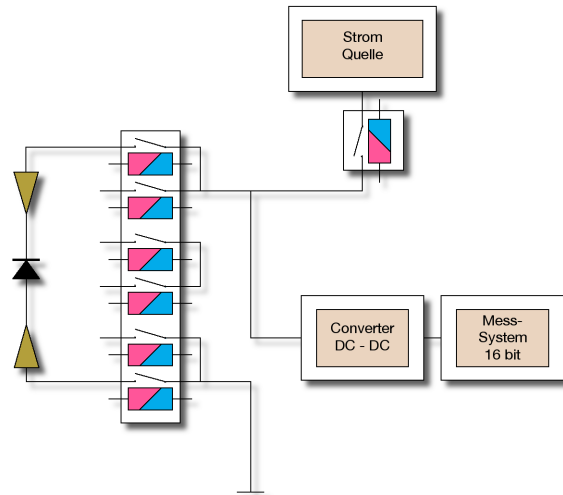 Strom
Quelle
Converter
DC - DC
Mess-
System
16 bit